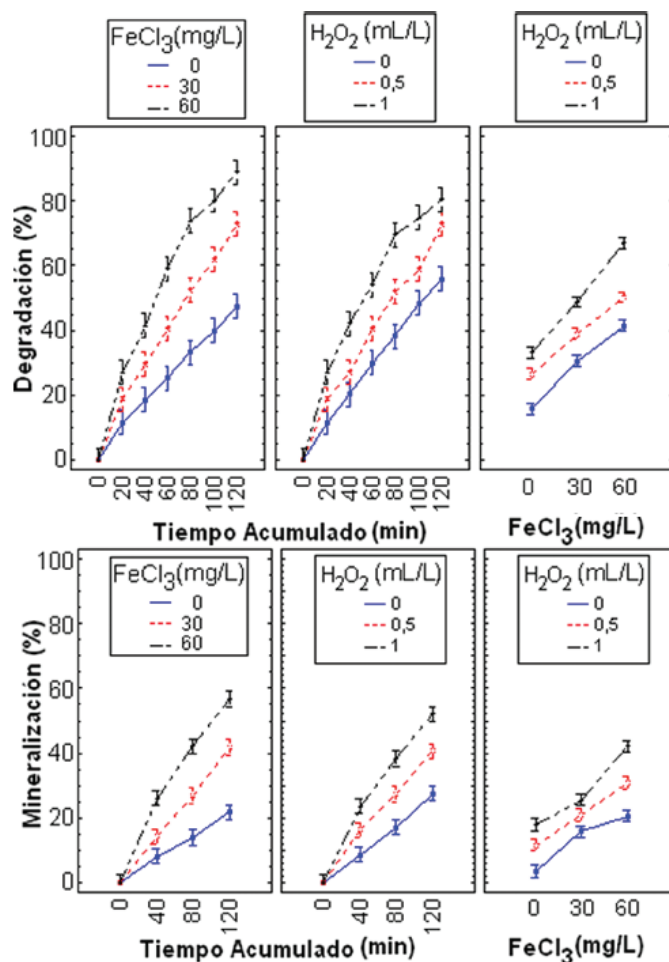 FeCl3(mg/L)
0
30
60
H2O2 (mL/L)
0
0,5
1
H2O2 (mL/L)
0
0,5
1
Degradación (%)
100
80
60
40
20
0
0 20 40 60 80 100 120
0 20 40 60 80 100 120
0 30 60
Tiempo Acumulado (min)
FeCl3(mg/L)
FeCl3(mg/L)
0
30
60
H2O2 (mL/L)
0
0,5
1
H2O2 (mL/L)
0
0,5
1
Mineralización (%)
100
80
60
40
20
0
0 40 80 120
0 40 80 120
0 30 60
Tiempo Acumulado (min)
FeCl3(mg/L)